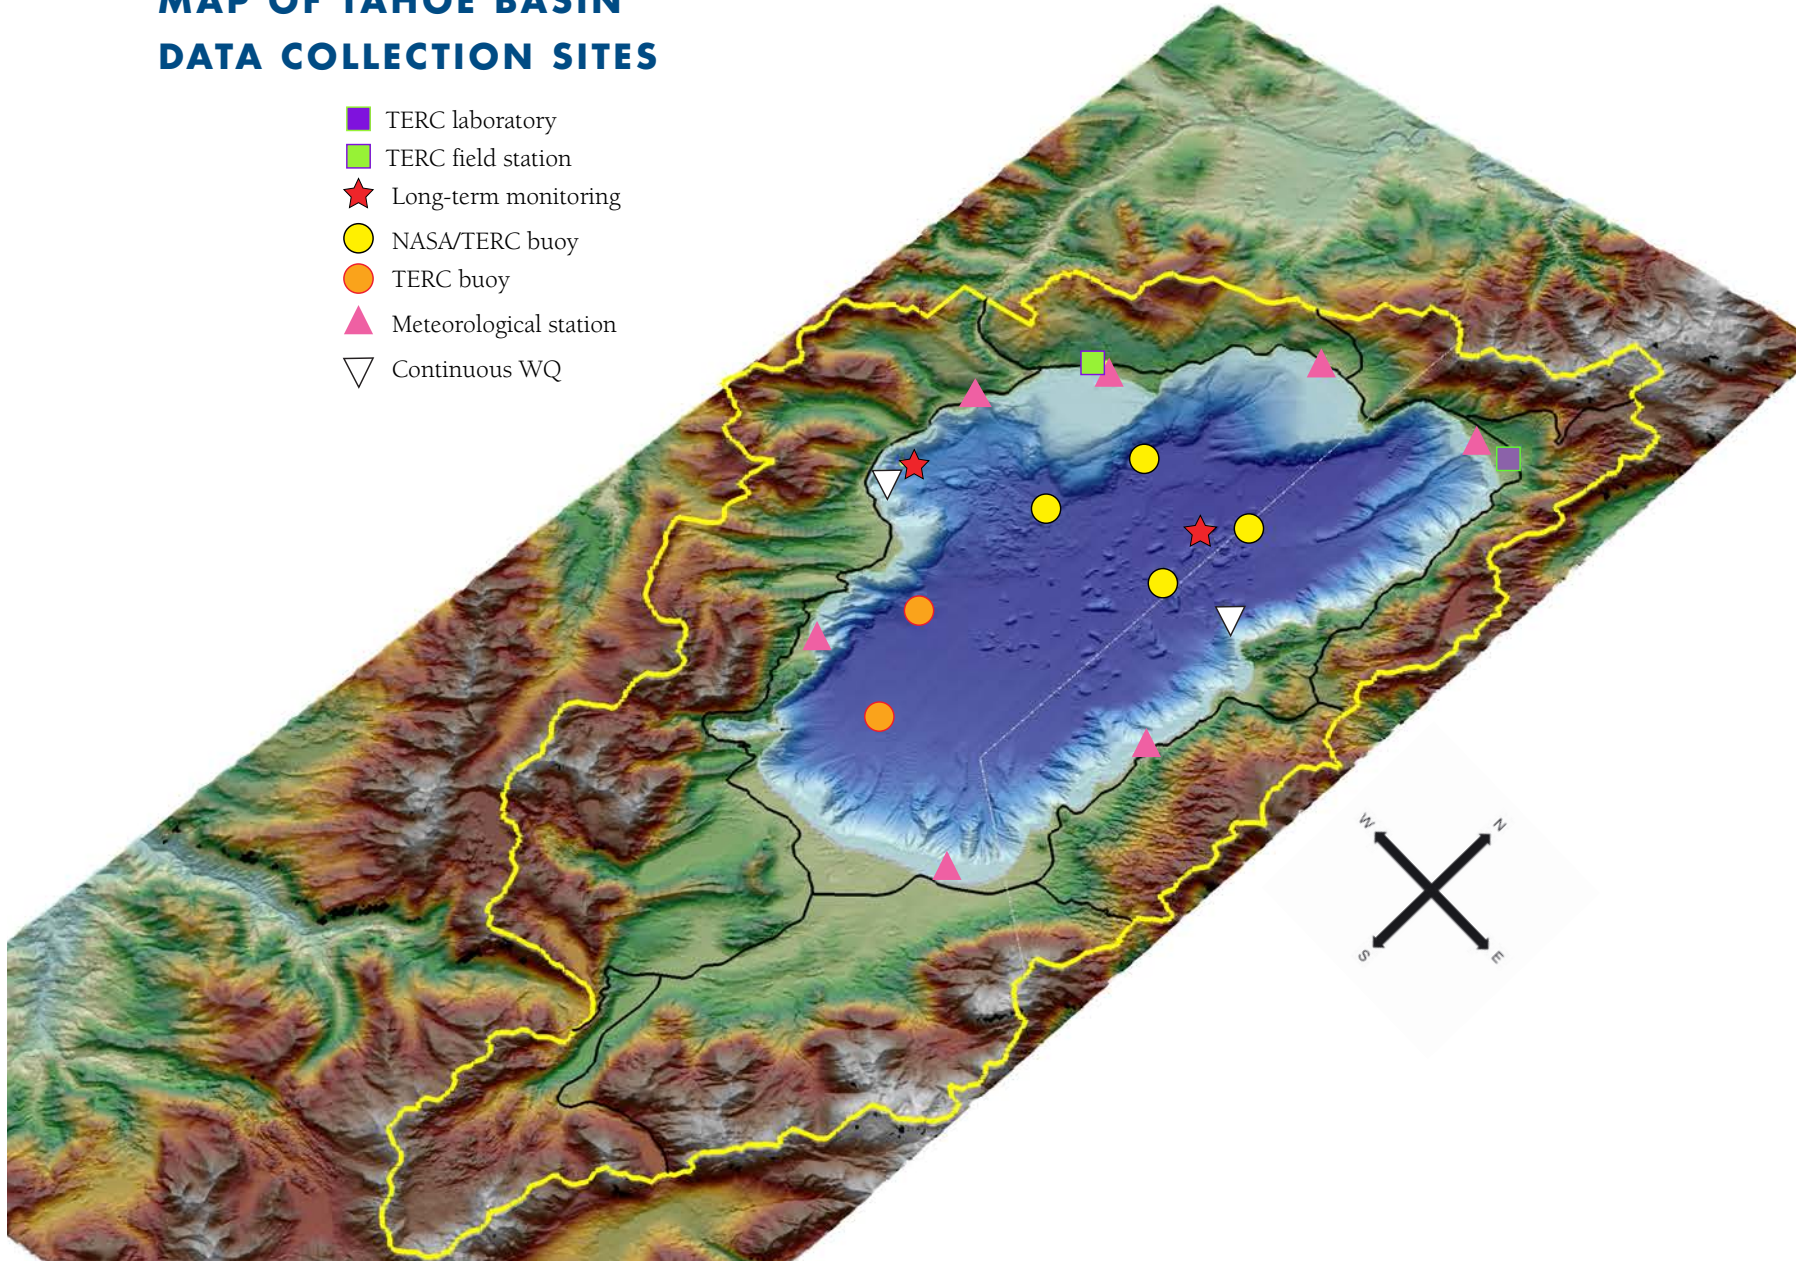 MAP OF TAHOE BASIN
DATA COLLECTION SITES
TERC laboratory
TERC field station
Long-term monitoring
NASA/TERC buoy
TERC buoy
Meteorological station
Continuous WQ
W
N
S
E